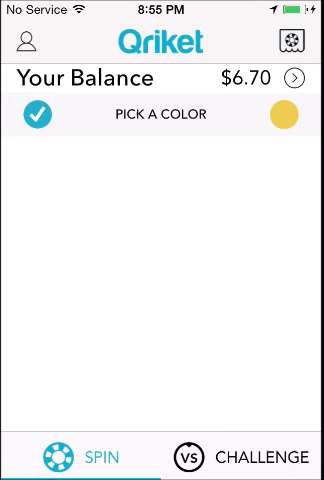 No Service 8:55 PM
Qriket
Your Balance $6.70
PICK A COLOR
SPIN VS CHALLENGE